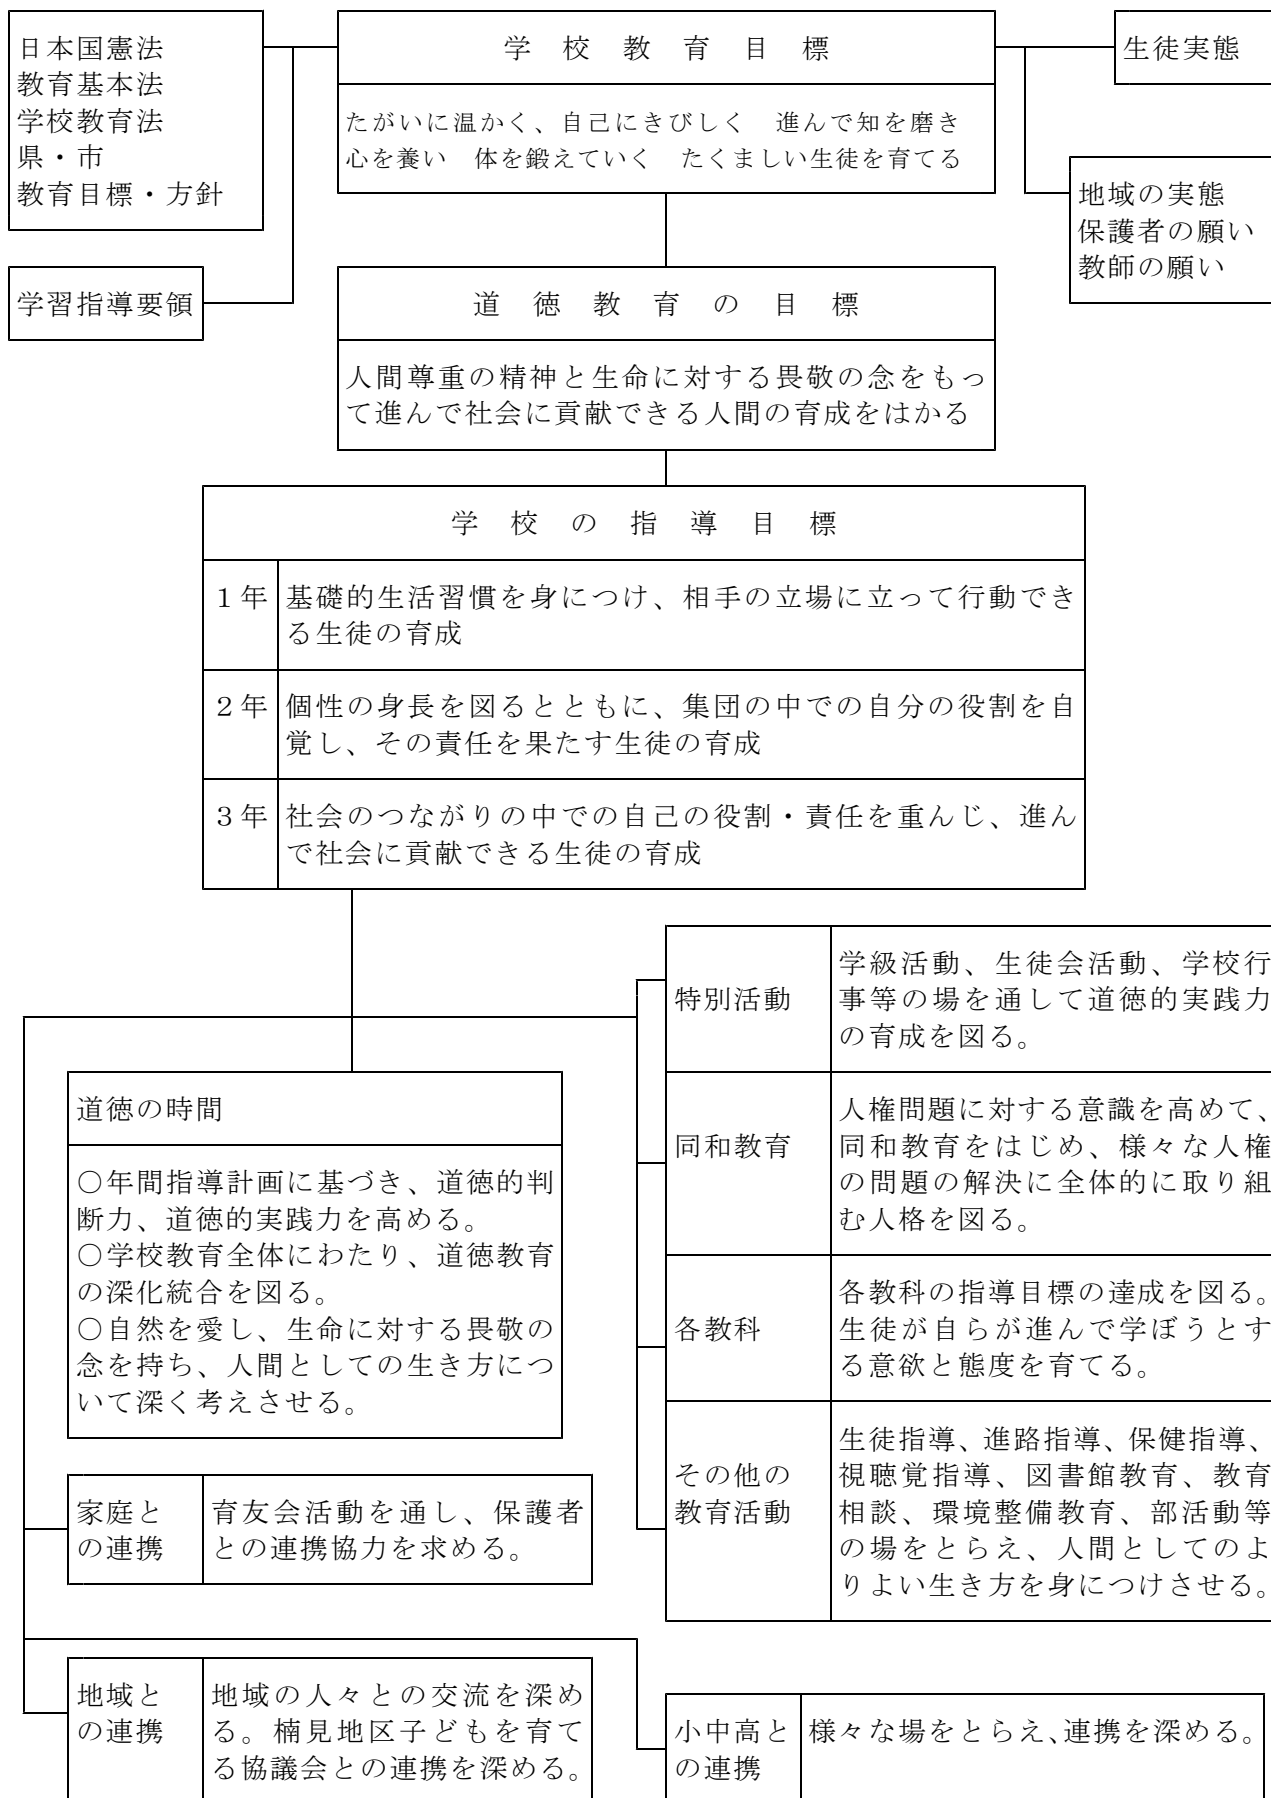 日本国憲法
教育基本法
学校教育法
県・市
教育目標・方針
学習指導要領
学校教育目標
たがいに温かく、自己にきびしく　進んで知を磨き
心を養い　体を鍛えていく　たくましい生徒を育てる
生徒実態
地域の実態
保護者の願い
教師の願い
道徳教育の目標
人間尊重の精神と生命に対する畏敬の念をもっ
て進んで社会に貢献できる人間の育成をはかる
学校の指導目標
１年 基礎的生活習慣を身につけ、相手の立場に立って行動でき
る生徒の育成
２年 個性の身長を図るとともに、集団の中での自分の役割を自
覚し、その責任を果たす生徒の育成
３年 社会のつながりの中での自己の役割・責任を重んじ、進ん
で社会に貢献できる生徒の育成
道徳の時間
○年間指導計画に基づき、道徳的判
断力、道徳的実践力を高める。
○学校教育全体にわたり、道徳教育
の深化統合を図る。
○自然を愛し、生命に対する畏敬の
念を持ち、人間としての生き方につ
いて深く考えさせる。
特別活動
学級活動、生徒会活動、学校行
事等の場を通して道徳的実践力
の育成を図る。
同和教育
人権問題に対する意識を高めて、
同和教育をはじめ、様々な人権
の問題の解決に全体的に取り組
む人格を図る。
各教科
各教科の指導目標の達成を図る。
生徒が自らが進んで学ぼうとす
る意欲と態度を育てる。
その他の
教育活動
生徒指導、進路指導、保健指導、
視聴覚指導、図書館教育、教育
相談、環境整備教育、部活動等
の場をとらえ、人間としてのよ
りよい生き方を身につけさせる。
家庭と
の連携
育友会活動を通し、保護者
との連携協力を求める。
地域と
の連携
地域の人々との交流を深め
る。楠見地区子どもを育て
る協議会との連携を深める。
小中高と
の連携
様々な場をとらえ、連携を深める。